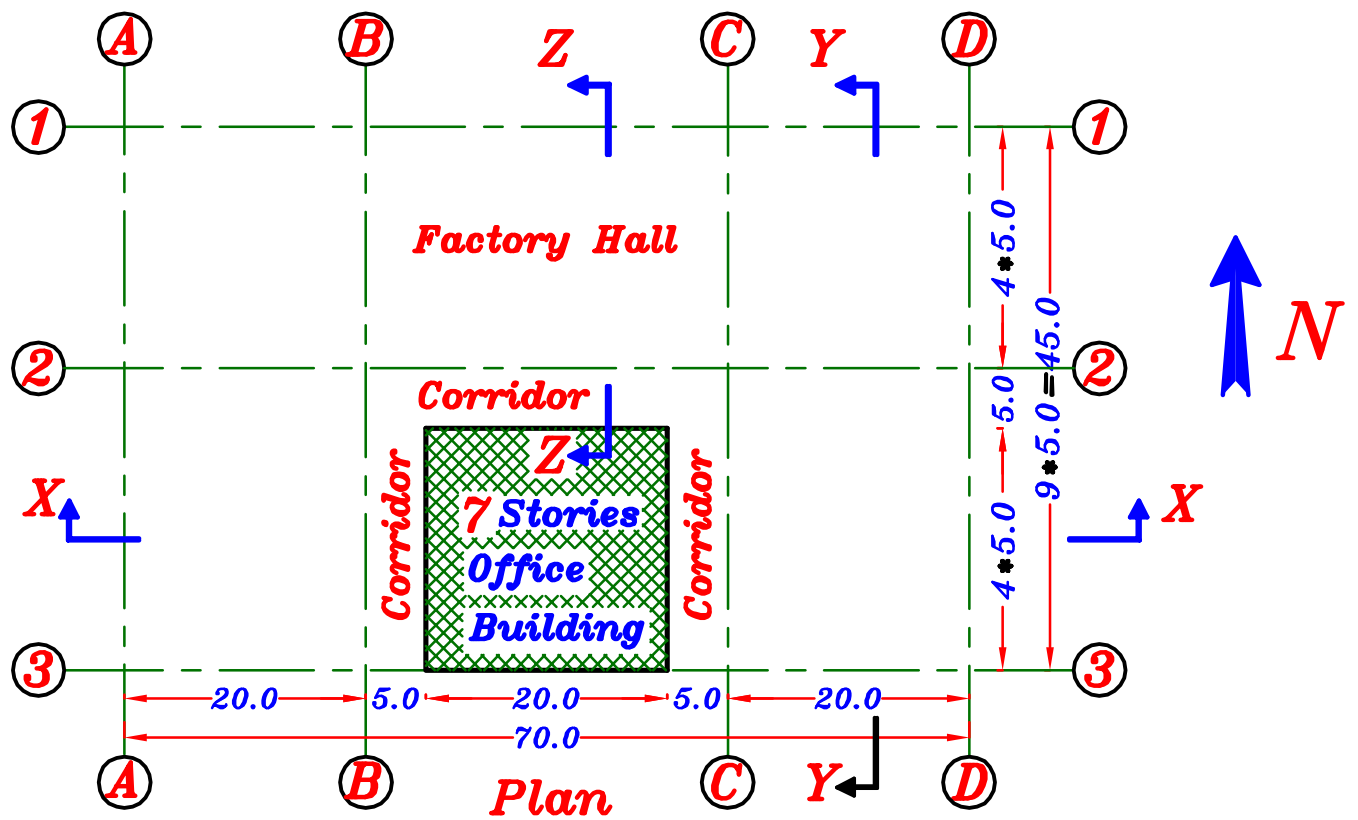 A B C D
Z Y
1 1
4*5.0
Factory Hall
9*5.0=45.0
N
2 2
Corridor
5.0
Z
Corridor
Corridor
X X
7 Stories
4*5.0
Office
Building
3 3
20.0 5.0 20.0 5.0 20.0
70.0
A B C Y D
Plan